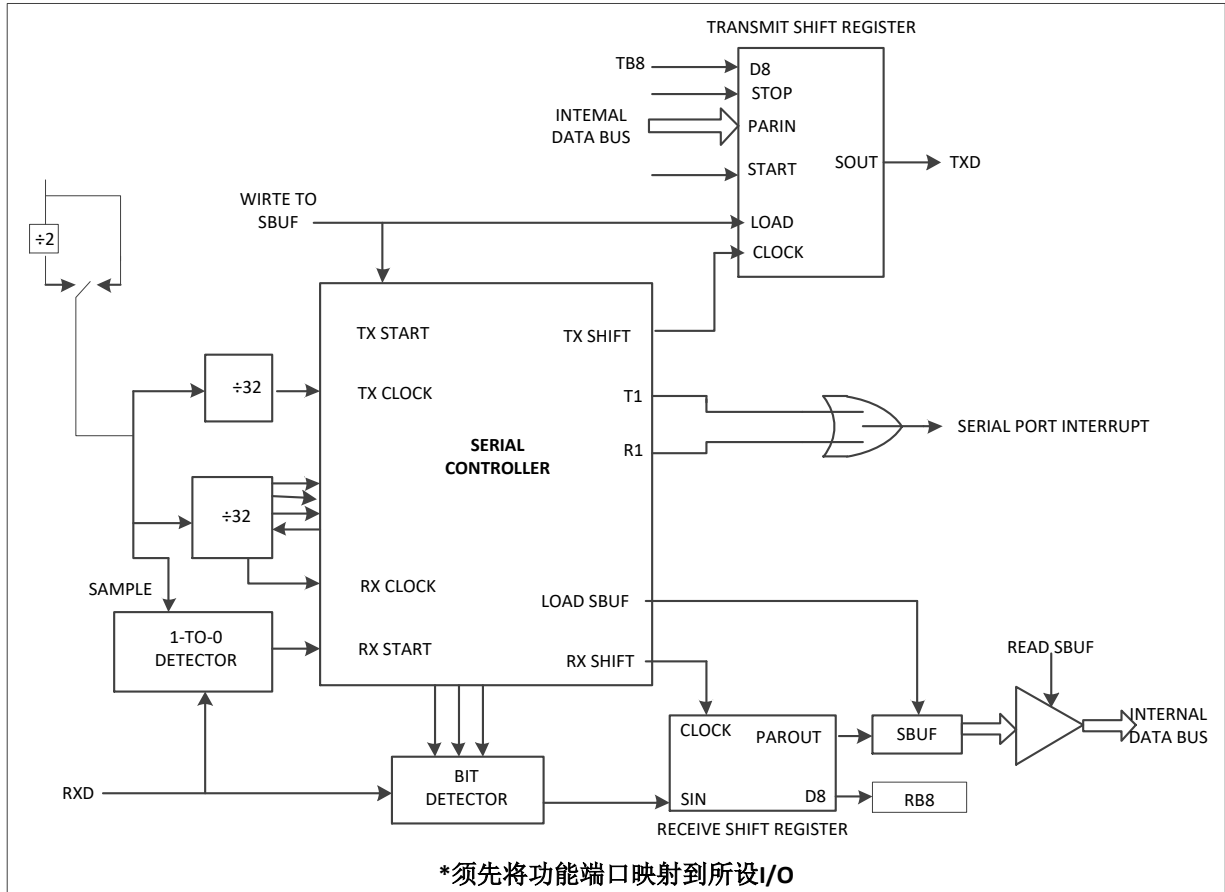 TRANSMIT SHIFT REGISTER
TB8
D8
STOP
INTEMAL
DATA BUS
PARIN
START
SOUT
TXD
WIRTE TO
SBUF
LOAD
CLOCK
÷2
TX START
TX SHIFT
÷32
TX CLOCK
T1
SERIAL PORT INTERRUPT
R1
SERIAL
CONTROLLER
÷32
RX CLOCK
SAMPLE
LOAD SBUF
1-TO-0
DETECTOR
RX START
RX SHIFT
READ SBUF
CLOCK
PAROUT
SBUF
INTERNAL
DATA BUS
RXD
BIT
DETECTOR
SIN
D8
RB8
RECEIVE SHIFT REGISTER
*须先将功能端口映射到所设I/O